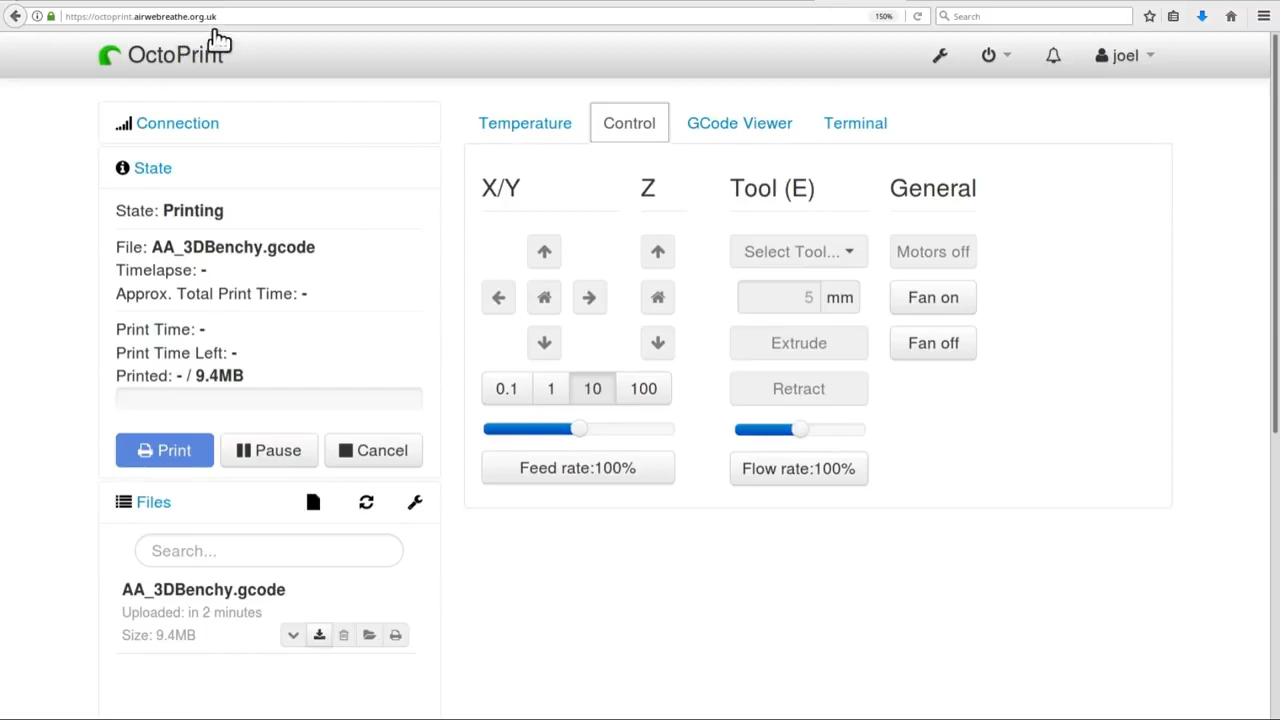 https://octoprint.airwebreathe.org.uk
150%
Search
OctoPrint
joel
Connection
State
State: Printing
File: AA_3DBenchy.gcode
Timelapse: -
Approx. Total Print Time: -
Print Time: -
Print Time Left: -
Printed: - / 9.4MB
Print
Pause
Cancel
Files
Search...
AA_3DBenchy.gcode
Uploaded: in 2 minutes
Size: 9.4MB
Temperature
Control
GCode Viewer
Terminal
X/Y
Z
Tool (E)
General
Select Tool...
Motors off
5 mm
Fan on
Extrude
Fan off
0.1 1 10 100
Retract
Feed rate:100%
Flow rate:100%